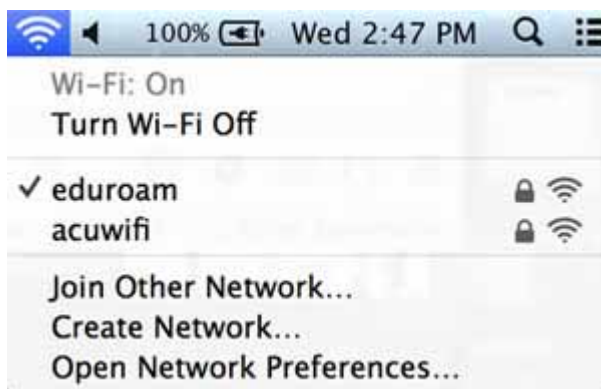 100% Wed 2:47 PM
Wi-Fi: On
Turn Wi-Fi Off
✓ eduroam
acuwifi
Join Other Network...
Create Network...
Open Network Preferences...